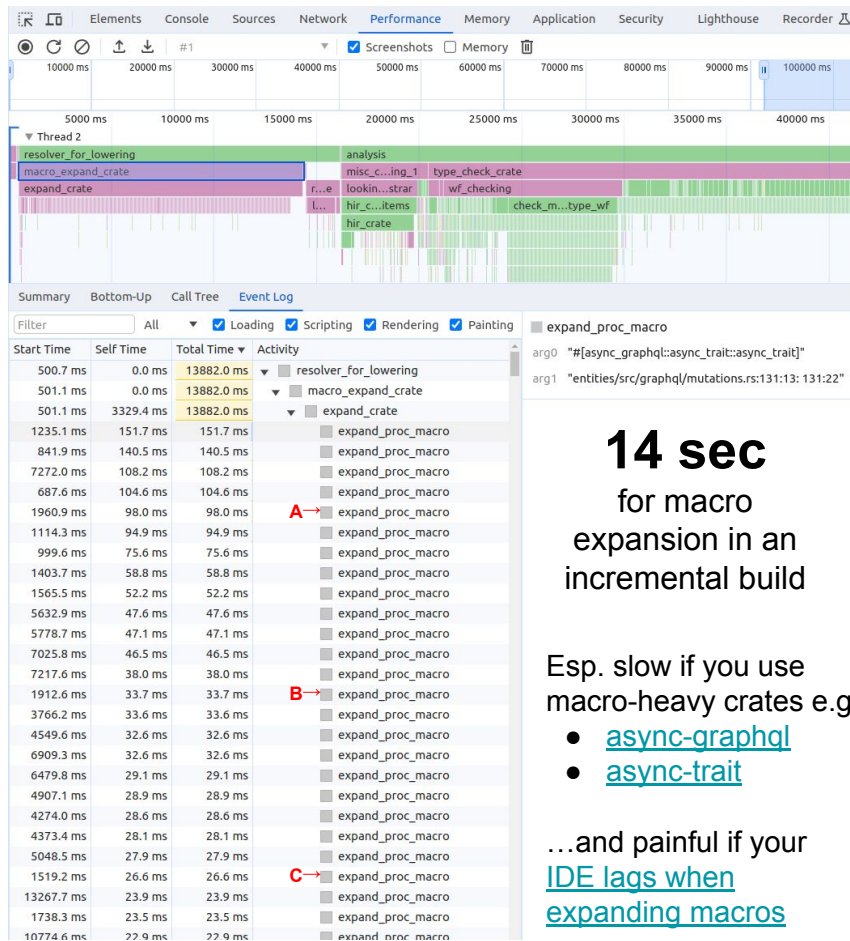 Elements Console Sources Network Performance Memory Application Security Lighthouse Recorder
#1 Screenshots Memory
10000 ms 20000 ms 30000 ms 40000 ms 50000 ms 60000 ms 70000 ms 80000 ms 90000 ms 100000 ms
5000 ms 10000 ms 15000 ms 20000 ms 25000 ms 30000 ms 35000 ms 40000 ms
▼ Thread 2
resolver_for_lowering analysis
macro_expand_crate misc_c...ing_1 type_check_crate
expand_crate r...e lookin...strar wf_checking
l... hir_c...items check_m...type_wf
hir_crate
Summary Bottom-Up Call Tree Event Log
Filter All ▼ Loading Scripting Rendering Painting
Start Time Self Time Total Time ▼ Activity
500.7 ms 0.0 ms 13882.0 ms ▼ resolver_for_lowering
501.1 ms 0.0 ms 13882.0 ms ▼ macro_expand_crate
501.1 ms 3329.4 ms 13882.0 ms ▼ expand_crate
1235.1 ms 151.7 ms 151.7 ms expand_proc_macro
841.9 ms 140.5 ms 140.5 ms expand_proc_macro
7272.0 ms 108.2 ms 108.2 ms expand_proc_macro
687.6 ms 104.6 ms 104.6 ms expand_proc_macro
1960.9 ms 98.0 ms 98.0 ms A→ expand_proc_macro
1114.3 ms 94.9 ms 94.9 ms expand_proc_macro
999.6 ms 75.6 ms 75.6 ms expand_proc_macro
1403.7 ms 58.8 ms 58.8 ms expand_proc_macro
1565.5 ms 52.2 ms 52.2 ms expand_proc_macro
5632.9 ms 47.6 ms 47.6 ms expand_proc_macro
5778.7 ms 47.1 ms 47.1 ms expand_proc_macro
7025.8 ms 46.5 ms 46.5 ms expand_proc_macro
7217.6 ms 38.0 ms 38.0 ms expand_proc_macro
1912.6 ms 33.7 ms 33.7 ms B→ expand_proc_macro
3766.2 ms 33.6 ms 33.6 ms expand_proc_macro
4549.6 ms 32.6 ms 32.6 ms expand_proc_macro
6909.3 ms 32.6 ms 32.6 ms expand_proc_macro
6479.8 ms 29.1 ms 29.1 ms expand_proc_macro
4907.1 ms 28.9 ms 28.9 ms expand_proc_macro
4274.0 ms 28.6 ms 28.6 ms expand_proc_macro
4373.4 ms 28.1 ms 28.1 ms expand_proc_macro
5048.5 ms 27.9 ms 27.9 ms expand_proc_macro
1519.2 ms 26.6 ms 26.6 ms C→ expand_proc_macro
13267.7 ms 23.9 ms 23.9 ms expand_proc_macro
1738.3 ms 23.5 ms 23.5 ms expand_proc_macro
10774.6 ms 22.9 ms 22.9 ms expand_proc_macro
expand_proc_macro
arg0 "#[async_graphql::async_trait::async_trait]"
arg1 "entities/src/graphql/mutations.rs:131:13: 131:22"
14 sec
for macro
expansion in an
incremental build
Esp. slow if you use
macro-heavy crates e.g
● async-graphql
● async-trait
…and painful if your
IDE lags when
expanding macros